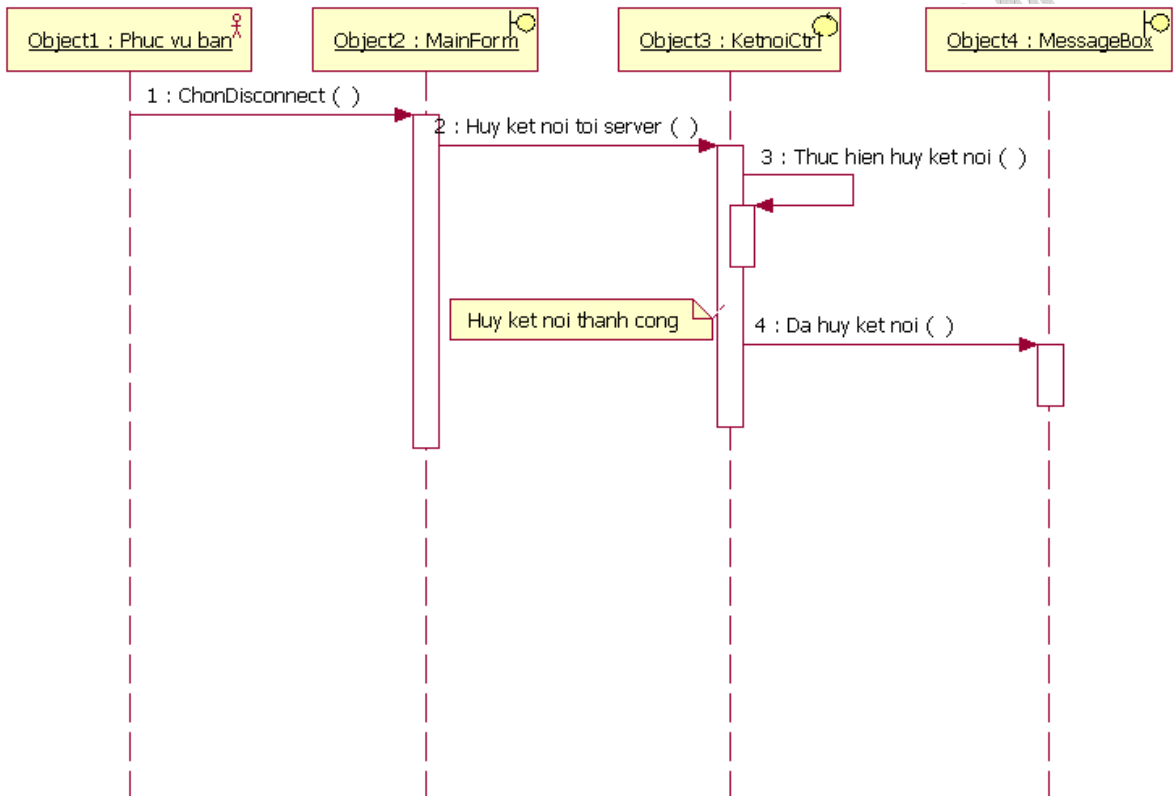 Object1 : Phuc vu ban
Object2 : MainForm
Object3 : KetnoiCtrl
Object4 : MessageBox
1 : ChonDisconnect ( )
2 : Huy ket noi toi server ( )
3 : Thuc hien huy ket noi ( )
Huy ket noi thanh cong
4 : Da huy ket noi ( )